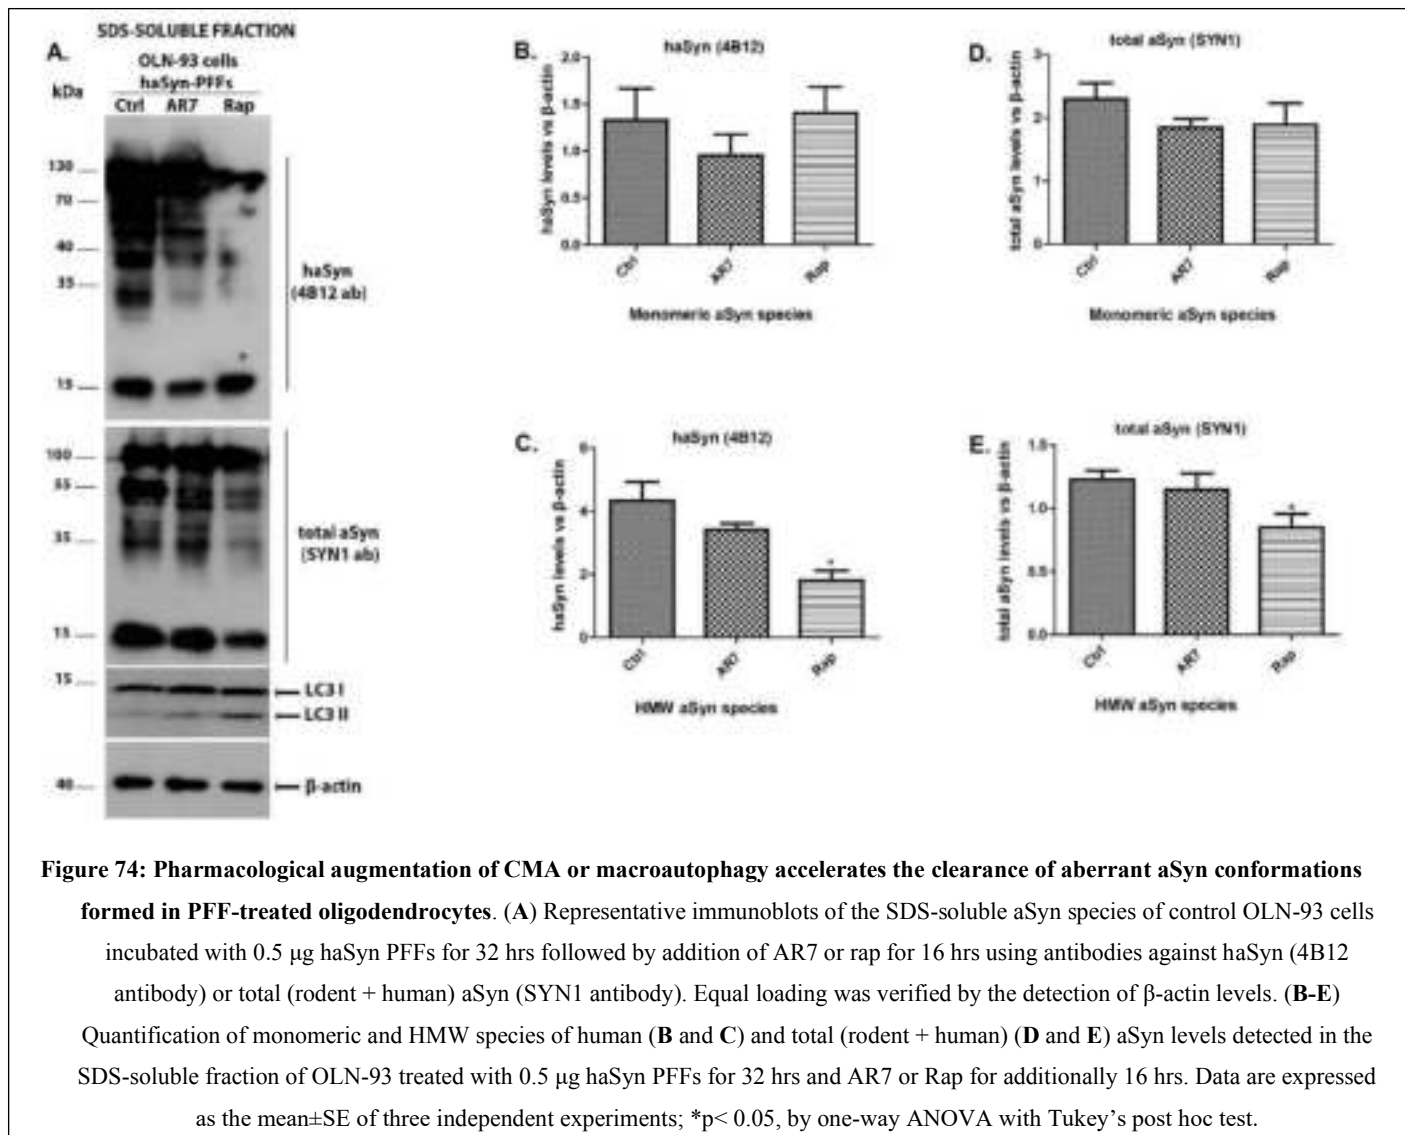 SDS-SOLUBLE FRACTION
A.
OLN-93 cells
haSyn-PFFs
kDa
Ctrl AR7 Rap
130
70
40
35
15
haSyn
(4B12 ab)
*
100
55
35
15
total aSyn
(SYN1 ab)
15
LC3 I
LC3 II
40
β-actin
B.
haSyn (4B12)
haSyn levels vs β-actin
2.0
1.5
1.0
0.5
0.0
Ctrl
AR7
Rap
Monomeric aSyn species
D.
total aSyn (SYN1)
total aSyn levels vs β-actin
3
2
1
0
Ctrl
AR7
Rap
Monomeric aSyn species
C.
haSyn (4B12)
haSyn levels vs β-actin
6
4
2
0
*
Ctrl
AR7
Rap
HMW aSyn species
E.
total aSyn (SYN1)
total aSyn levels vs β-actin
1.5
1.0
0.5
0.0
*
Ctrl
AR7
Rap
HMW aSyn species
Figure 74: Pharmacological augmentation of CMA or macroautophagy accelerates the clearance of aberrant aSyn conformations
formed in PFF-treated oligodendrocytes. (A) Representative immunoblots of the SDS-soluble aSyn species of control OLN-93 cells
incubated with 0.5 μg haSyn PFFs for 32 hrs followed by addition of AR7 or rap for 16 hrs using antibodies against haSyn (4B12
antibody) or total (rodent + human) aSyn (SYN1 antibody). Equal loading was verified by the detection of β-actin levels. (B-E)
Quantification of monomeric and HMW species of human (B and C) and total (rodent + human) (D and E) aSyn levels detected in the
SDS-soluble fraction of OLN-93 treated with 0.5 μg haSyn PFFs for 32 hrs and AR7 or Rap for additionally 16 hrs. Data are expressed
as the mean±SE of three independent experiments; *p< 0.05, by one-way ANOVA with Tukey’s post hoc test.